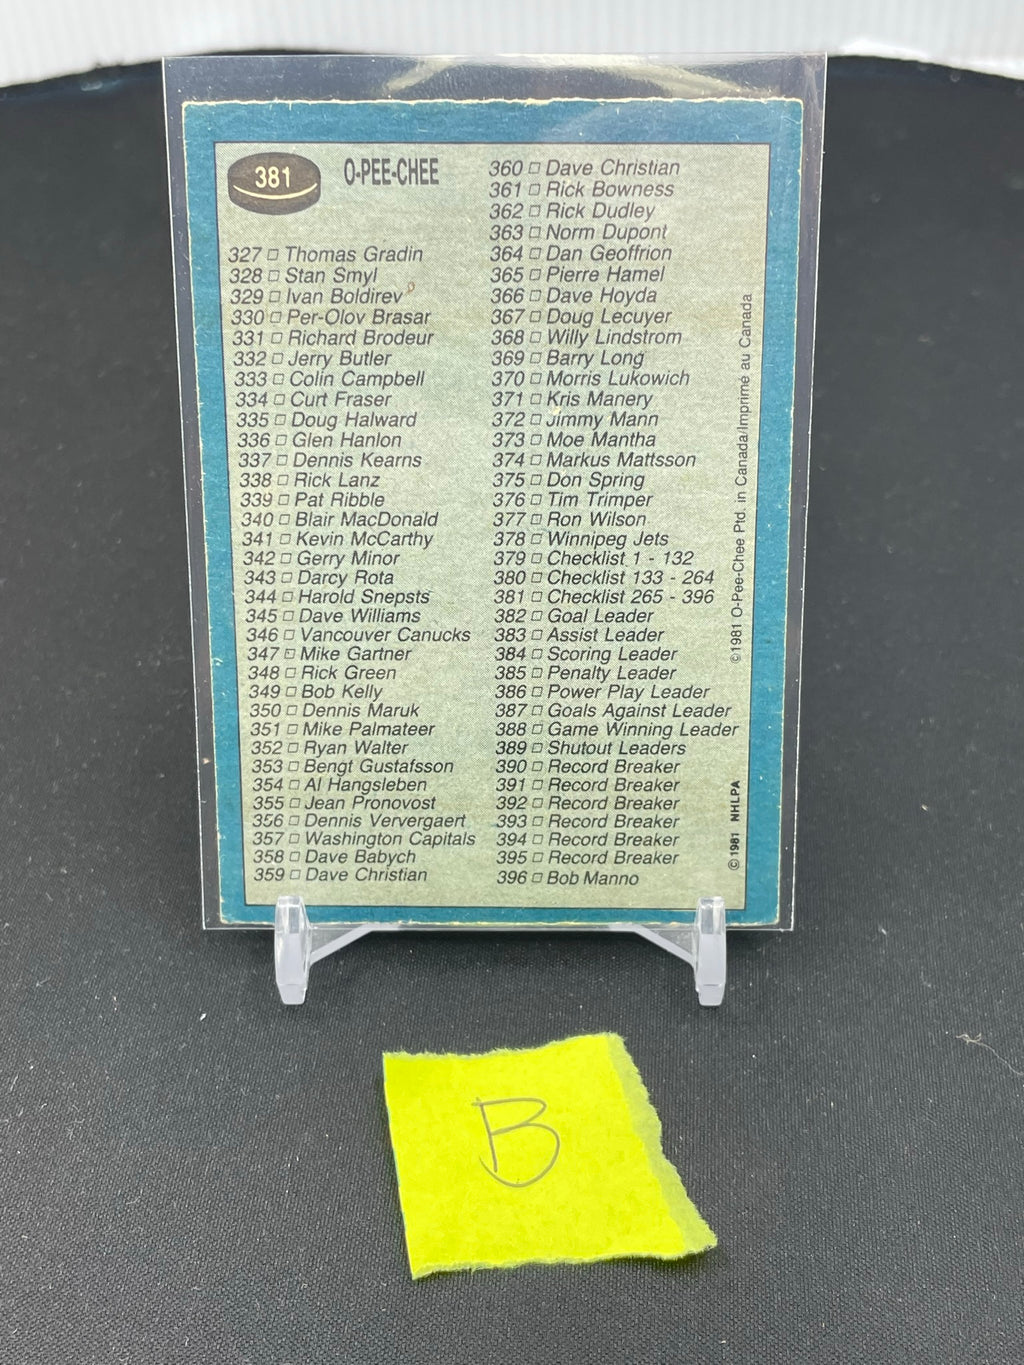 381
O-PEE-CHEE
327 □ Thomas Gradin
328 □ Stan Smyl
329 □ Ivan Boldirev
330 □ Per-Olov Brasar
331 □ Richard Brodeur
332 □ Jerry Butler
333 □ Colin Campbell
334 □ Curt Fraser
335 □ Doug Halward
336 □ Glen Hanlon
337 □ Dennis Kearns
338 □ Rick Lanz
339 □ Pat Ribble
340 □ Blair MacDonald
341 □ Kevin McCarthy
342 □ Gerry Minor
343 □ Darcy Rota
344 □ Harold Snepsts
345 □ Dave Williams
346 □ Vancouver Canucks
347 □ Mike Gartner
348 □ Rick Green
349 □ Bob Kelly
350 □ Dennis Maruk
351 □ Mike Palmateer
352 □ Ryan Walter
353 □ Bengt Gustafsson
354 □ Al Hangsleben
355 □ Jean Pronovost
356 □ Dennis Ververgaert
357 □ Washington Capitals
358 □ Dave Babych
359 □ Dave Christian
360 □ Dave Christian
361 □ Rick Bowness
362 □ Rick Dudley
363 □ Norm Dupont
364 □ Dan Geoffrion
365 □ Pierre Hamel
366 □ Dave Hoyda
367 □ Doug Lecuyer
368 □ Willy Lindstrom
369 □ Barry Long
370 □ Morris Lukowich
371 □ Kris Manery
372 □ Jimmy Mann
373 □ Moe Mantha
374 □ Markus Mattsson
375 □ Don Spring
376 □ Tim Trimper
377 □ Ron Wilson
378 □ Winnipeg Jets
379 □ Checklist 1 - 132
380 □ Checklist 133 - 264
381 □ Checklist 265 - 396
382 □ Goal Leader
383 □ Assist Leader
384 □ Scoring Leader
385 □ Penalty Leader
386 □ Power Play Leader
387 □ Goals Against Leader
388 □ Game Winning Leader
389 □ Shutout Leaders
390 □ Record Breaker
391 □ Record Breaker
392 □ Record Breaker
393 □ Record Breaker
394 □ Record Breaker
395 □ Record Breaker
396 □ Bob Manno
©1981 O-Pee-Chee Ptd. in Canada/Imprimé au Canada
©1981 NHLPA
B